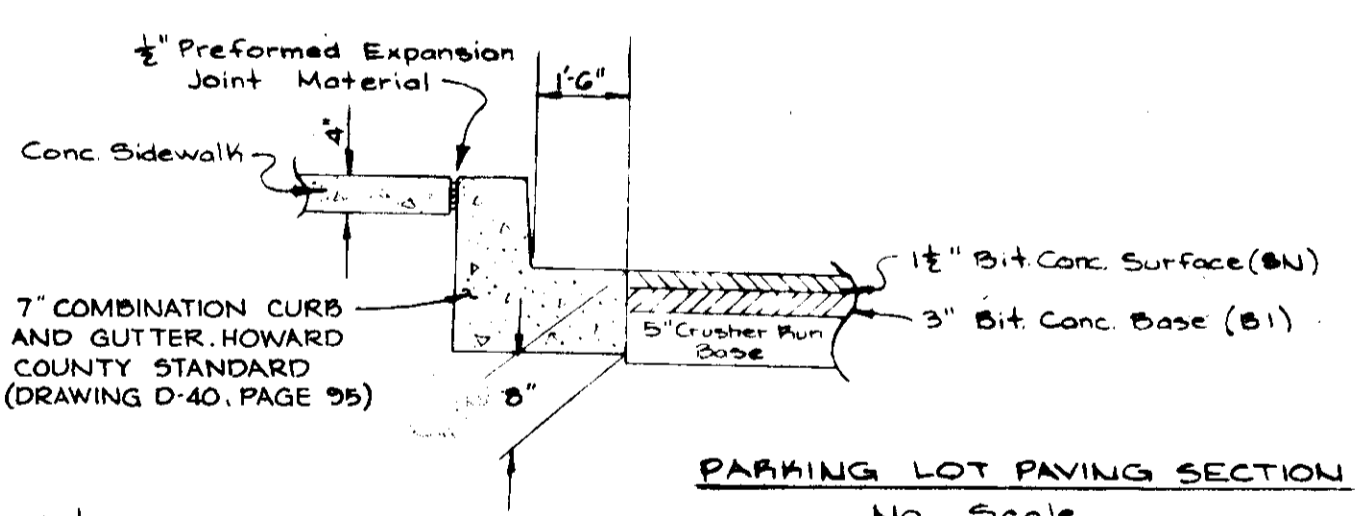 ½" Preformed Expansion
Joint Material
1'-6"
4"
Conc. Sidewalk
1½" Bit. Conc. Surface (SN)
3" Bit. Conc. Base (BI)
5" Crusher Run
Base
7" COMBINATION CURB
AND GUTTER. HOWARD
COUNTY STANDARD
(DRAWING D-40, PAGE 95)
8"
PARKING LOT PAVING SECTION
No Scale